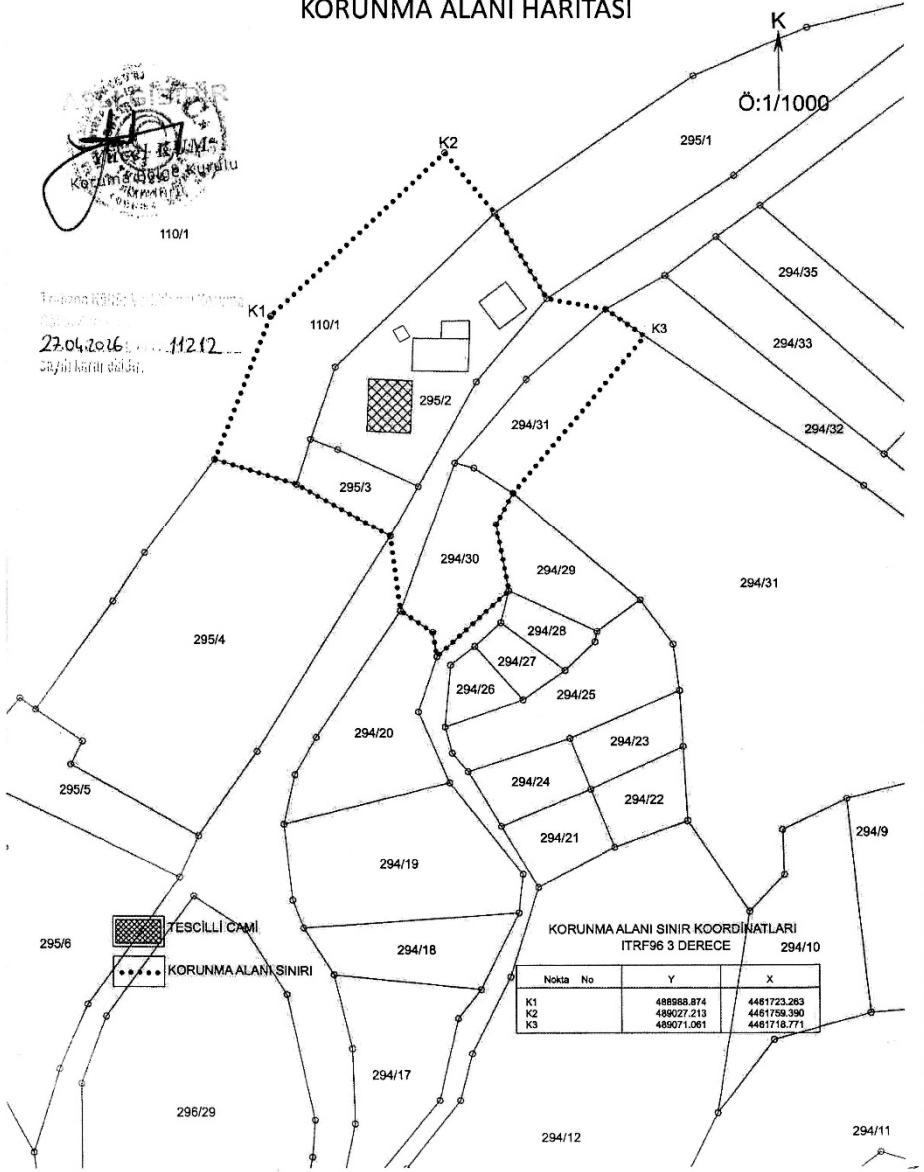 KORUNMA ALANI HARİTASI
K
Ö:1/1000
Koruma Bölge Kurulu
K2
295/1
110/1
294/35
K1
110/1
K3
27.04.2026 11212
294/33
295/2
294/31
294/32
295/3
294/30
294/29
294/31
295/4
294/28
294/27
294/26
294/25
294/20
294/23
294/24
294/22
295/5
294/21
294/9
294/19
TESCİLLİ CAMİ
295/6
294/18
KORUNMA ALANI SINIRI
KORUNMA ALANI SINIR KOORDİNATLARI
ITRF96 3 DERECE
294/10
Nokta No Y X
K1 488988.874 4461723.263
K2 489027.213 4461759.390
K3 489071.061 4461718.771
294/17
296/29
294/12
294/11